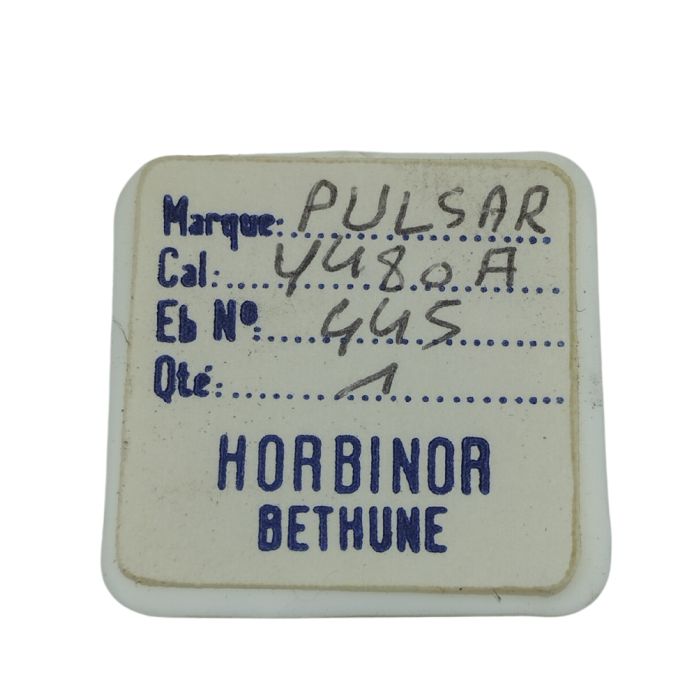 Marque: PULSAR
Cal: Y480A
Eb Nº: 445
Qté: 1
HORBINOR
BETHUNE